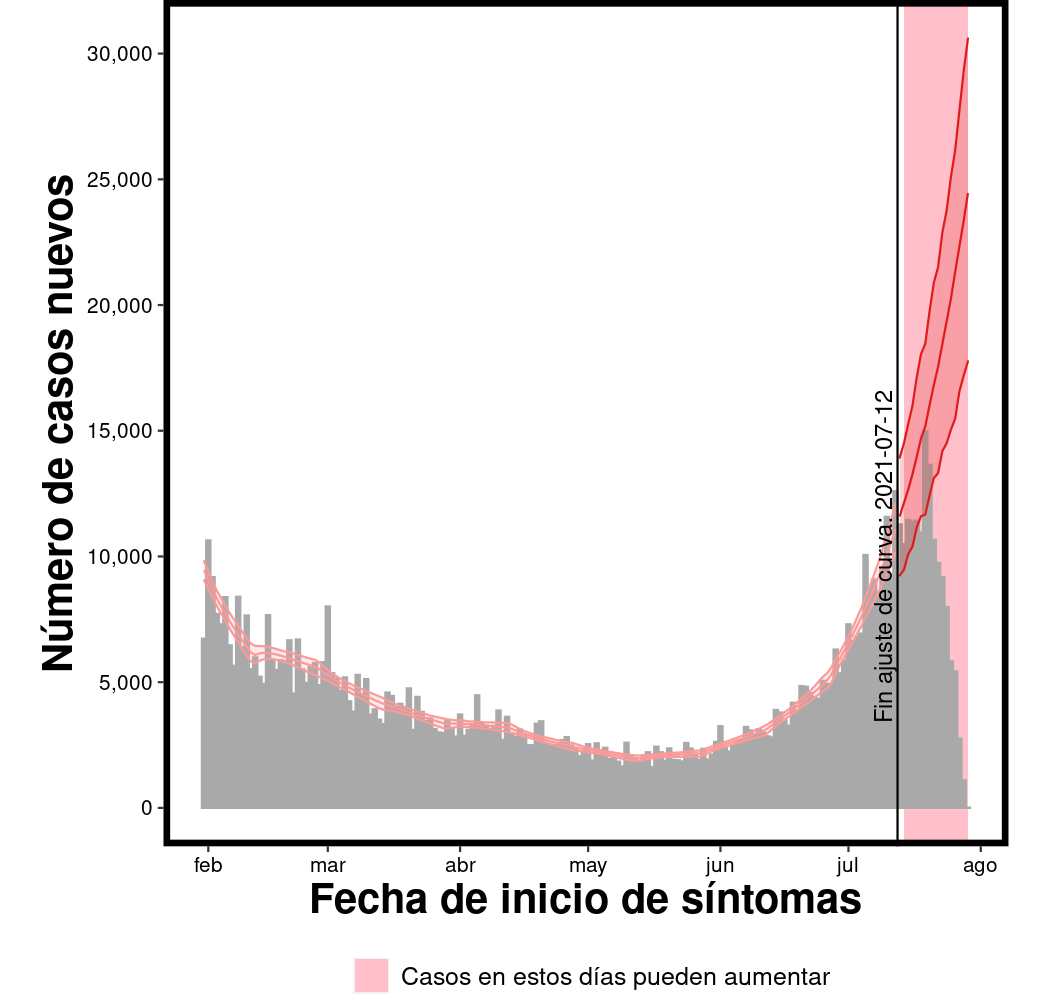 Número de casos nuevos
30,000
25,000
20,000
15,000
10,000
5,000
0
Fin ajuste de curva: 2021-07-12
feb mar abr may jun jul ago
Fecha de inicio de síntomas
Casos en estos días pueden aumentar